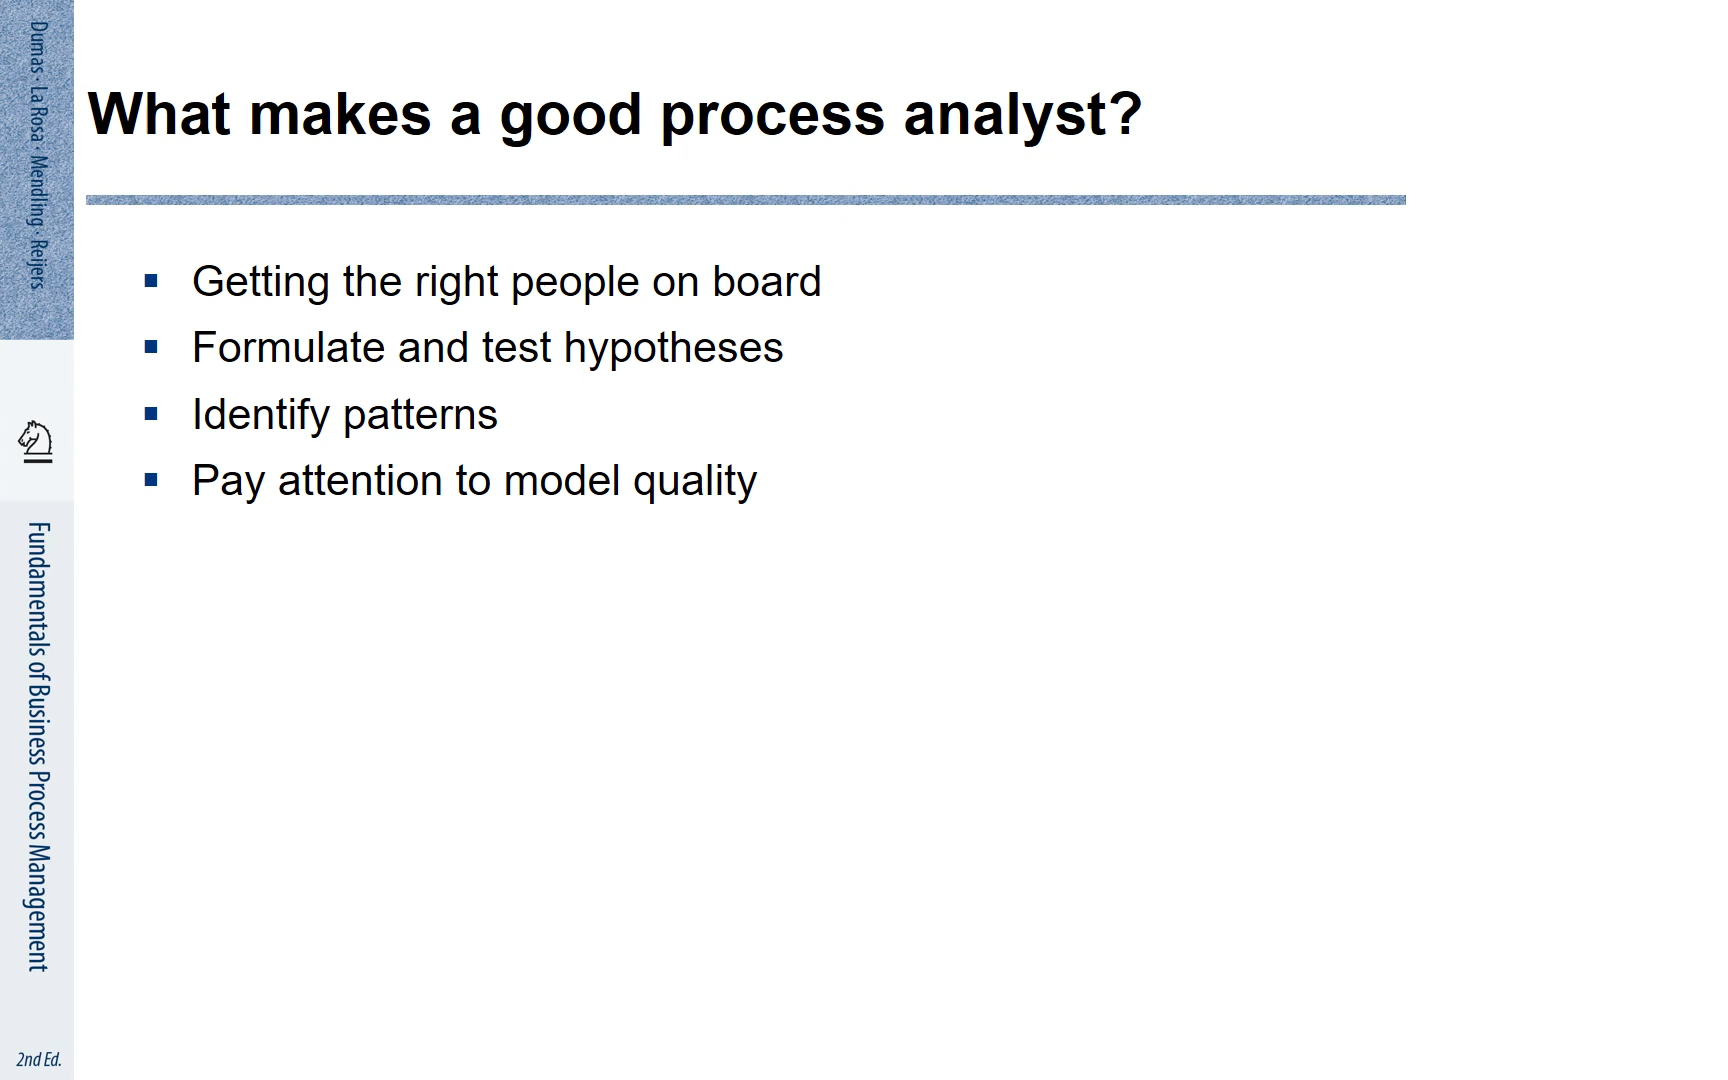 Dumas · La Rosa · Mendling · Reijers
Fundamentals of Business Process Management
2nd Ed.
What makes a good process analyst?
▪ Getting the right people on board
▪ Formulate and test hypotheses
▪ Identify patterns
▪ Pay attention to model quality